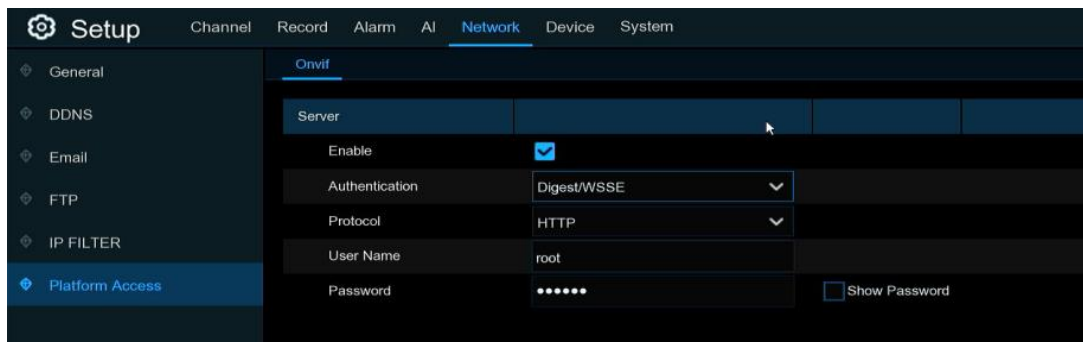 Setup Channel Record Alarm AI Network Device System
General
DDNS
Email
FTP
IP FILTER
Platform Access
Onvif
Server
Enable
Authentication Digest/WSSE
Protocol HTTP
User Name root
Password •••••• Show Password